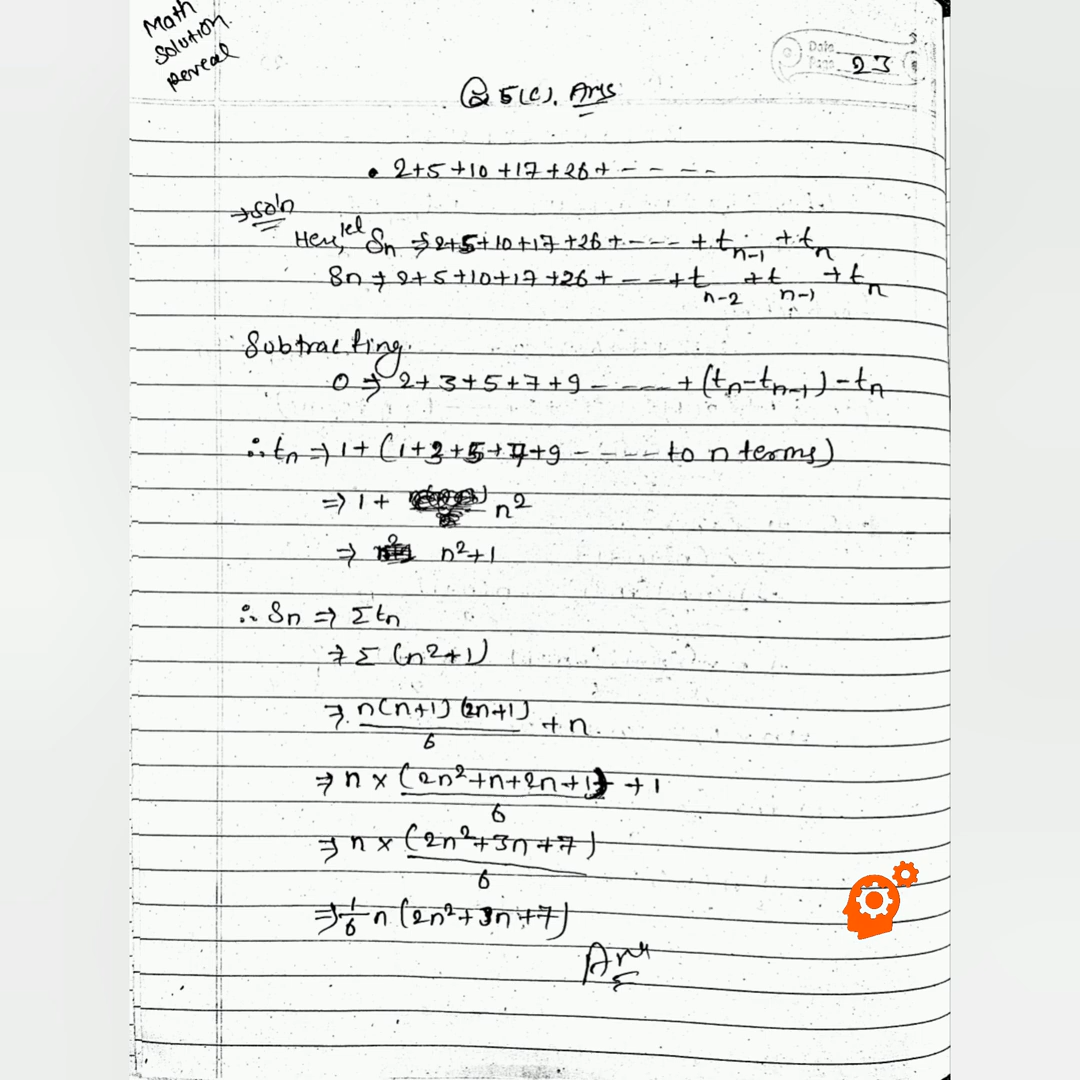 Math
Solution
pereal
Date
Page 23
Q 5(c). Ans
• 2+5+10+17+26+ - - - -
→ soln
Here, let Sn ⇒ 2+5+10+17+26+ - - - - + tn-1 + tn
Sn ⇒ 2+5+10+17+26+ - - - + tn-2 + tn-1 + tn
Subtracting.
0 ⇒ 2+3+5+7+9 - - - - - + (tn-tn-1) - tn
∴ tn ⇒ 1+(1+3+5+7+9 - - - - - to n terms)
⇒ 1+ n²
⇒ n²+1
∴ Sn ⇒ Σtn
⇒ Σ (n²+1)
⇒ n(n+1)(2n+1)/6 + n.
⇒ n × (2n²+n+2n+1)/6 + 1
⇒ n × (2n²+3n+7)/6
⇒ 1/6 n (2n²+3n+7)
Ans